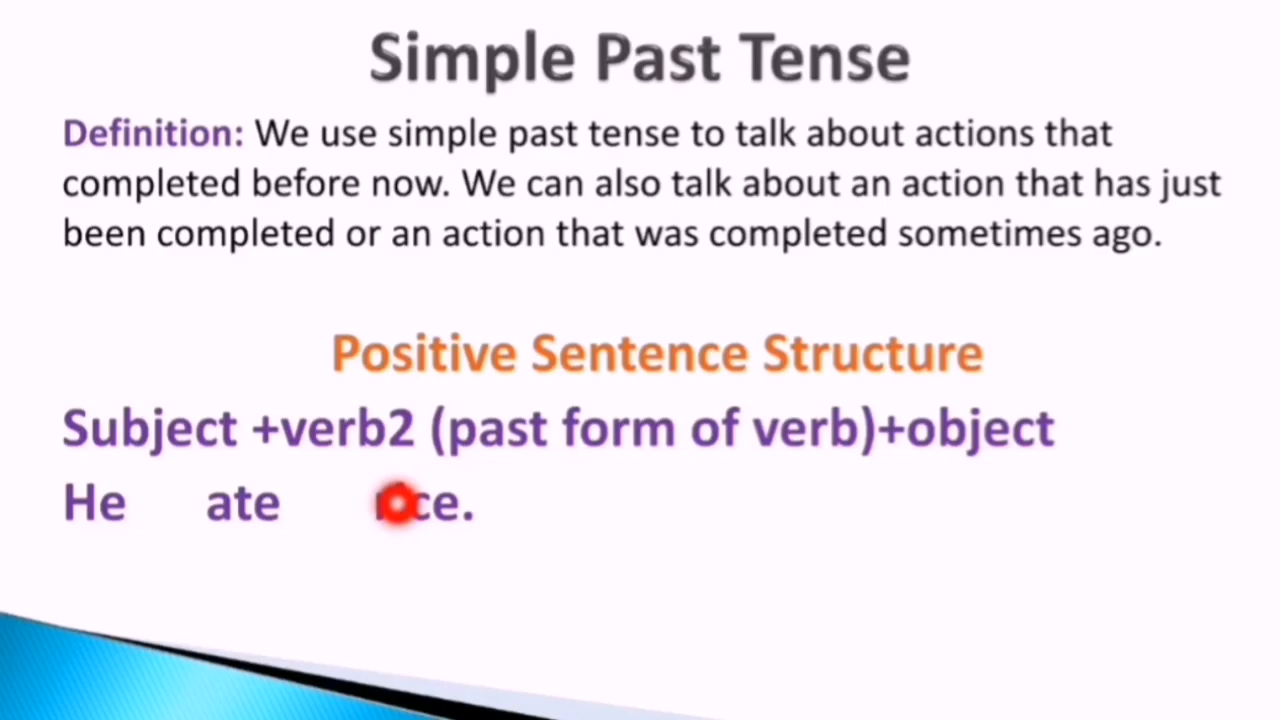 Simple Past Tense
Definition: We use simple past tense to talk about actions that
completed before now. We can also talk about an action that has just
been completed or an action that was completed sometimes ago.
Positive Sentence Structure
Subject +verb2 (past form of verb)+object
He ate rice.